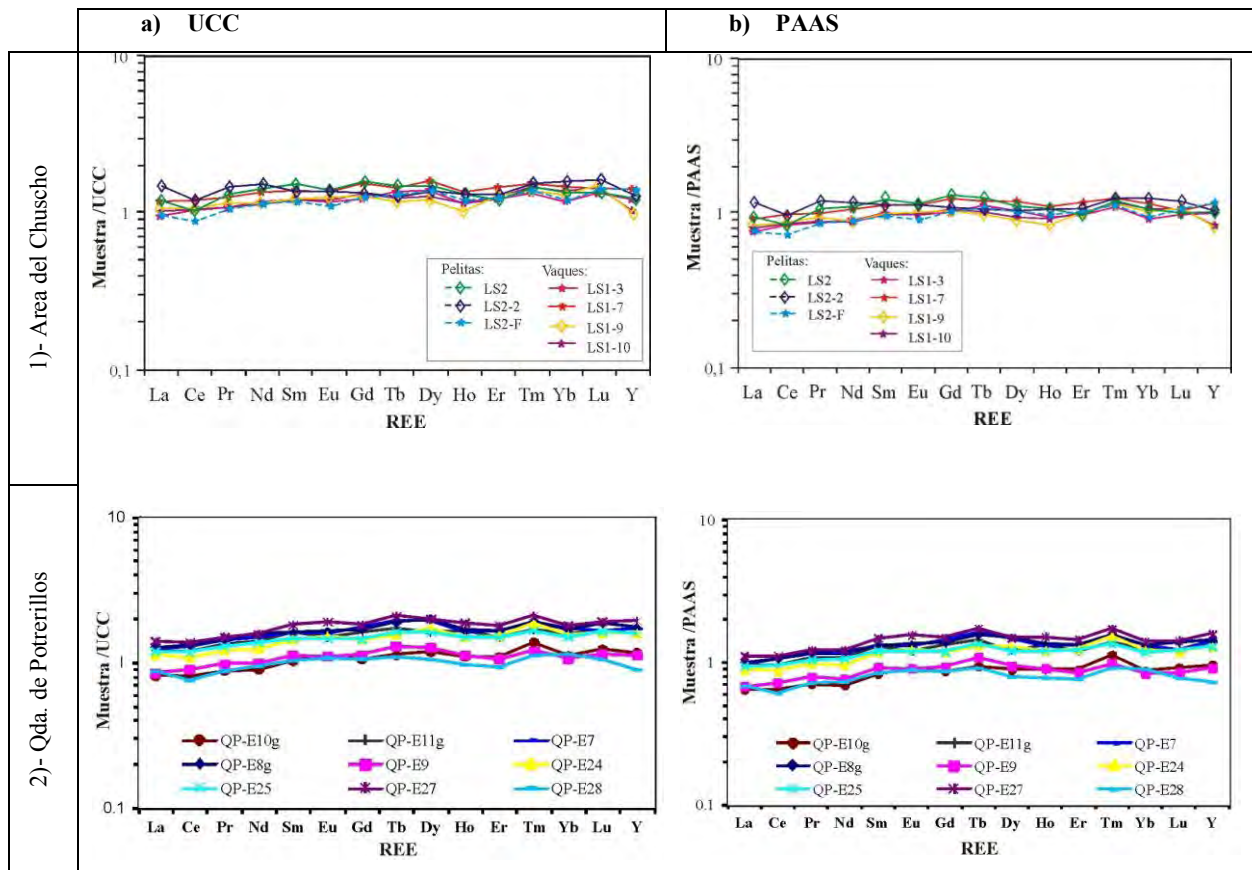 a) UCC
b) PAAS
1)- Area del Chuscho
10
1
0,1
Muestra /UCC
Pelitas:
LS2
LS2-2
LS2-F
Vaques:
LS1-3
LS1-7
LS1-9
LS1-10
La Ce Pr Nd Sm Eu Gd Tb Dy Ho Er Tm Yb Lu Y
REE
10
1
0,1
Muestra /PAAS
Pelitas:
LS2
LS2-2
LS2-F
Vaques:
LS1-3
LS1-7
LS1-9
LS1-10
La Ce Pr Nd Sm Eu Gd Tb Dy Ho Er Tm Yb Lu Y
REE
2)- Qda. de Potrerillos
10
1
0.1
Muestra /UCC
QP-E10g QP-E11g QP-E7
QP-E8g QP-E9 QP-E24
QP-E25 QP-E27 QP-E28
La Ce Pr Nd Sm Eu Gd Tb Dy Ho Er Tm Yb Lu Y
REE
10
1
0.1
Muestra /PAAS
QP-E10g QP-E11g QP-E7
QP-E8g QP-E9 QP-E24
QP-E25 QP-E27 QP-E28
La Ce Pr Nd Sm Eu Gd Tb Dy Ho Er Tm Yb Lu Y
REE